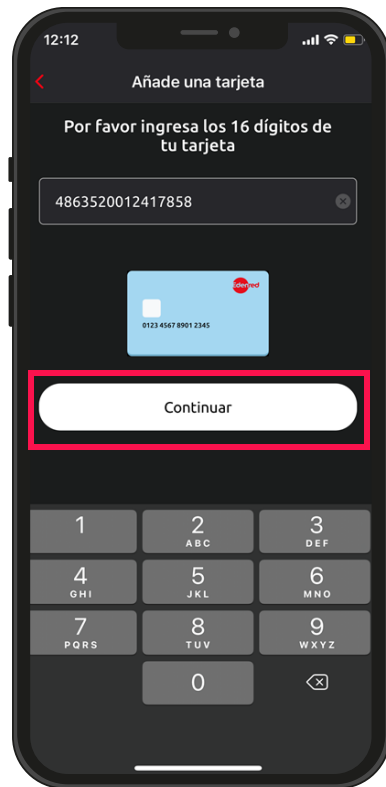 12:12
Añade una tarjeta
Por favor ingresa los 16 dígitos de
tu tarjeta
4863520012417858
Edenred
0123 4567 8901 2345
Continuar
1 2 3
ABC DEF
4 5 6
GHI JKL MNO
7 8 9
PQRS TUV WXYZ
0